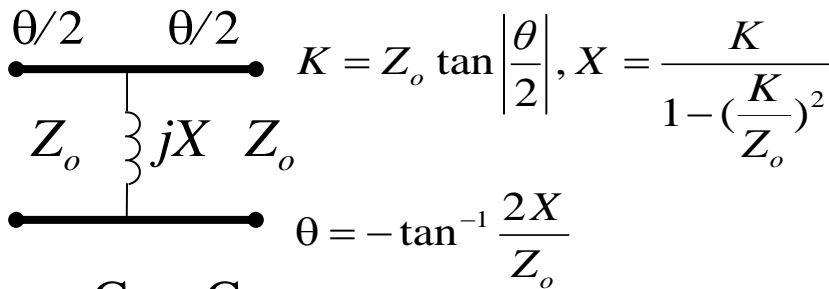 θ/2 θ/2
K = Z_o tan|θ/2|, X = K / (1-(K/Z_o)^2)
Z_o jX Z_o
θ = -tan^{-1} 2X/Z_o